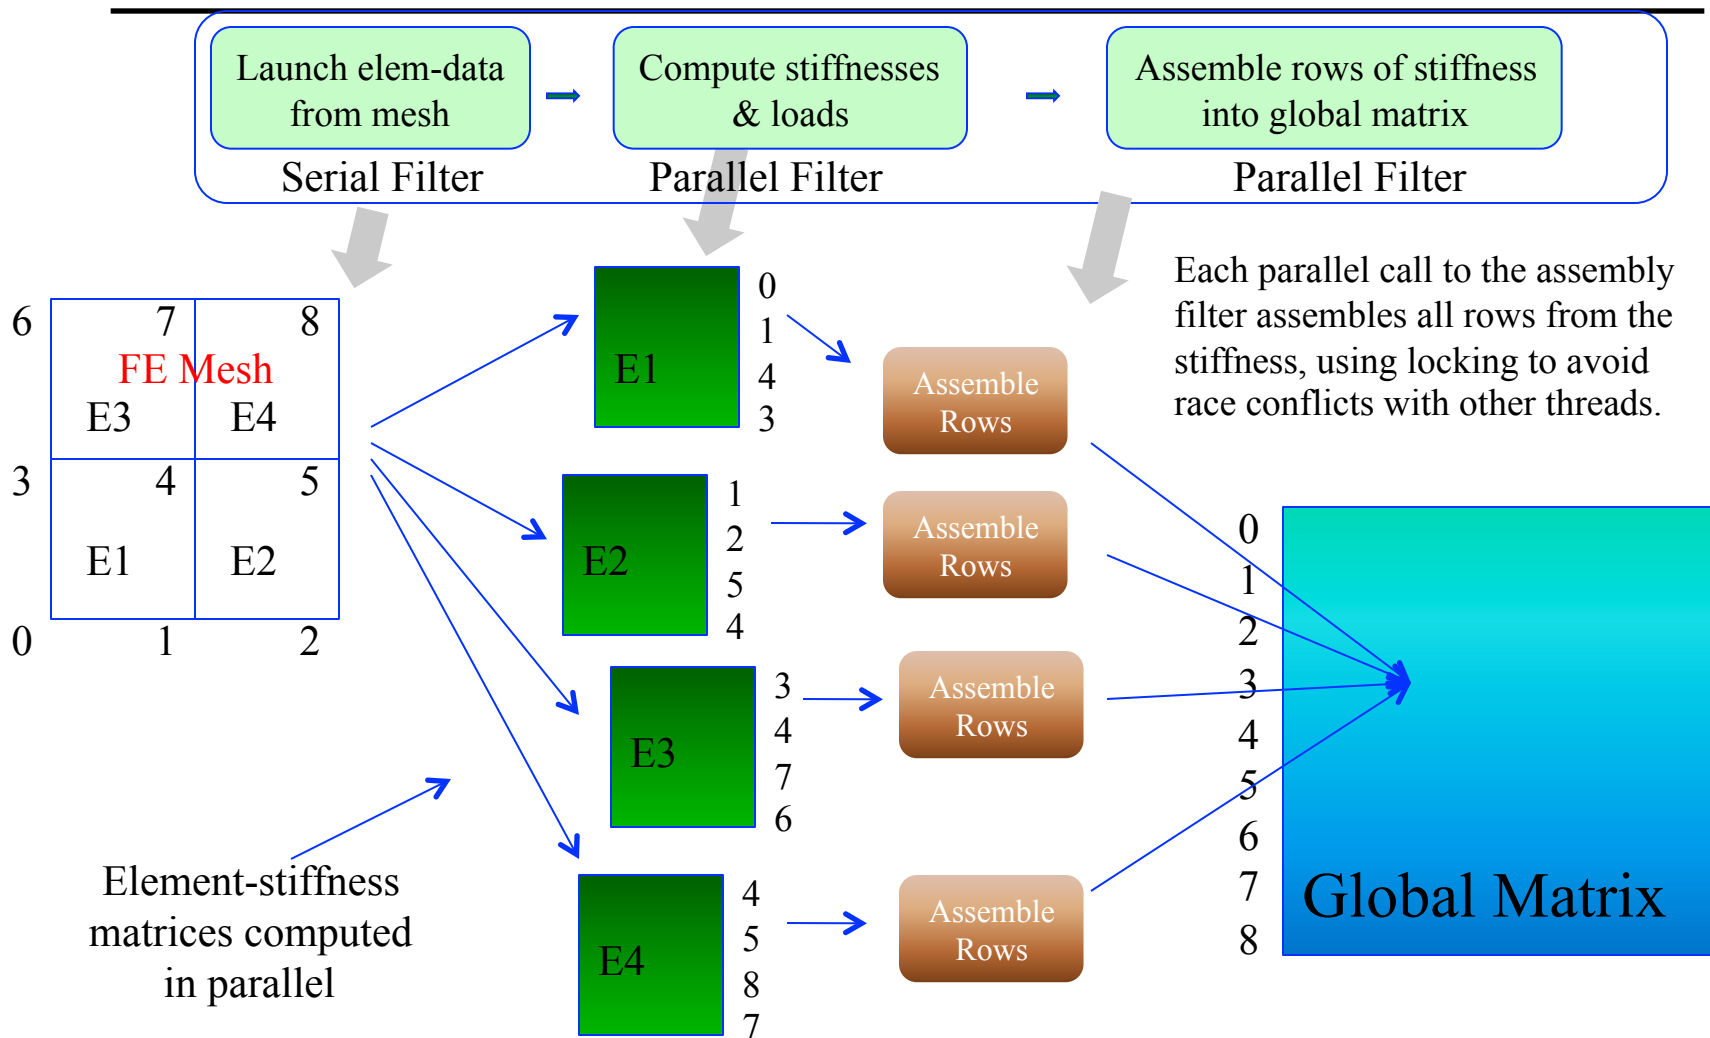 Launch elem-data
from mesh
Compute stiffnesses
& loads
Assemble rows of stiffness
into global matrix
Serial Filter
Parallel Filter
Parallel Filter
Each parallel call to the assembly
filter assembles all rows from the
stiffness, using locking to avoid
race conflicts with other threads.
6
7
8
FE Mesh
E3
E4
3
4
5
E1
E2
0
1
2
E1
0
1
4
3
E2
1
2
5
4
E3
3
4
7
6
E4
4
5
8
7
Assemble
Rows
Assemble
Rows
Assemble
Rows
Assemble
Rows
Element-stiffness
matrices computed
in parallel
0
1
2
3
4
5
6
7
8
Global Matrix